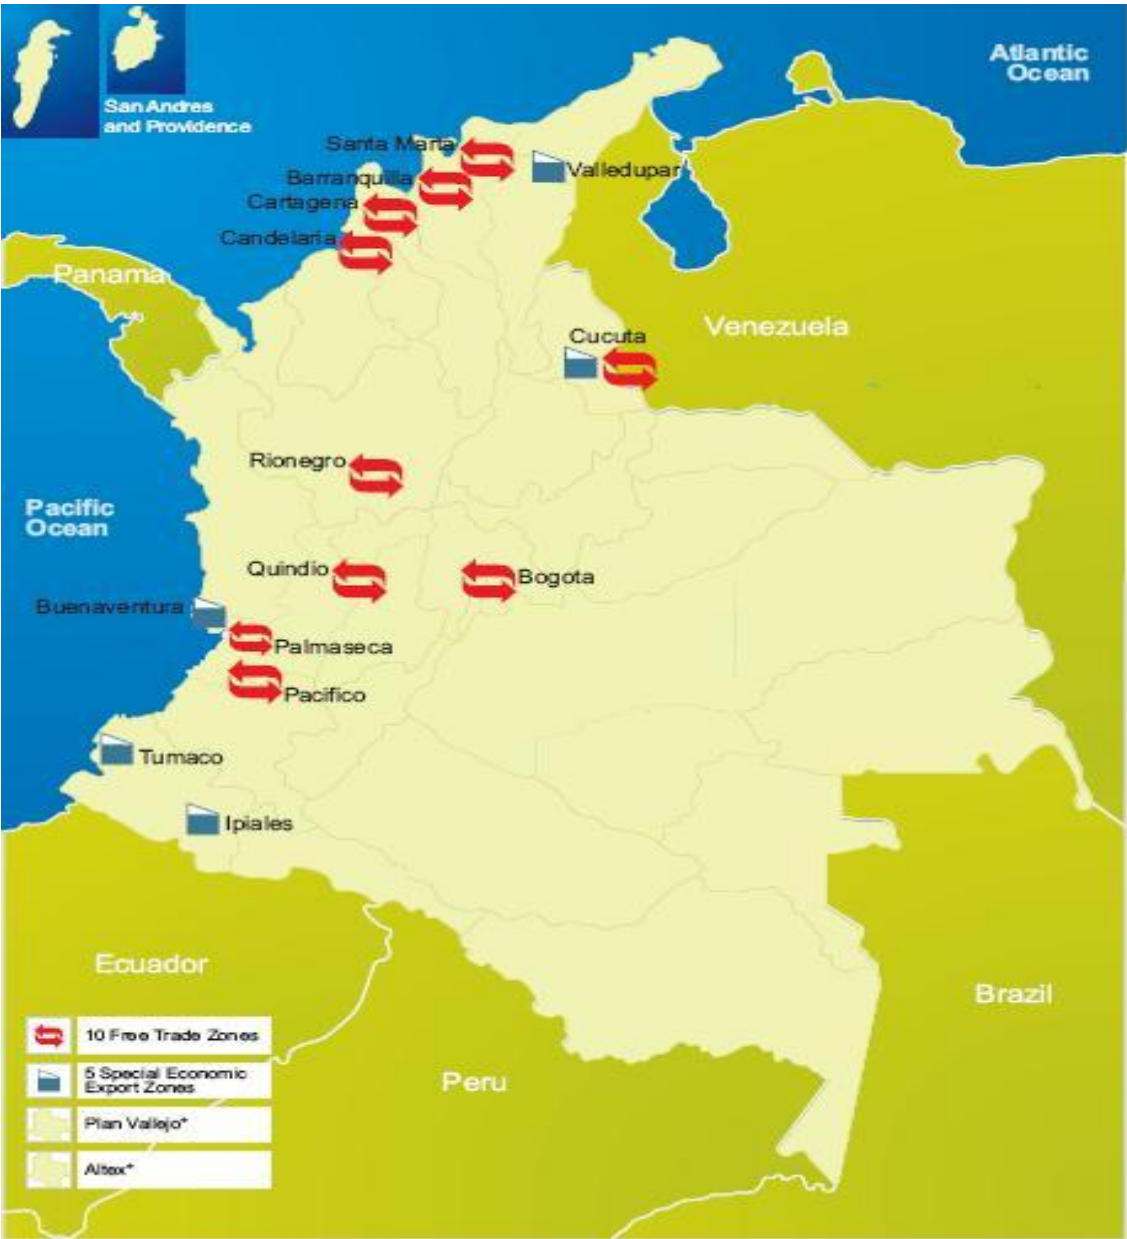 Atlantic
Ocean
San Andres
and Providence
Santa Marta
Valledupar
Barranquilla
Cartagena
Candelaria
Panama
Venezuela
Cucuta
Rionegro
Pacific
Ocean
Quindio
Bogota
Buenaventura
Palmaseca
Pacifico
Tumaco
Ipiales
Ecuador
Brazil
Peru
10 Free Trade Zones
5 Special Economic
Export Zones
Plan Vallejo*
Altex*